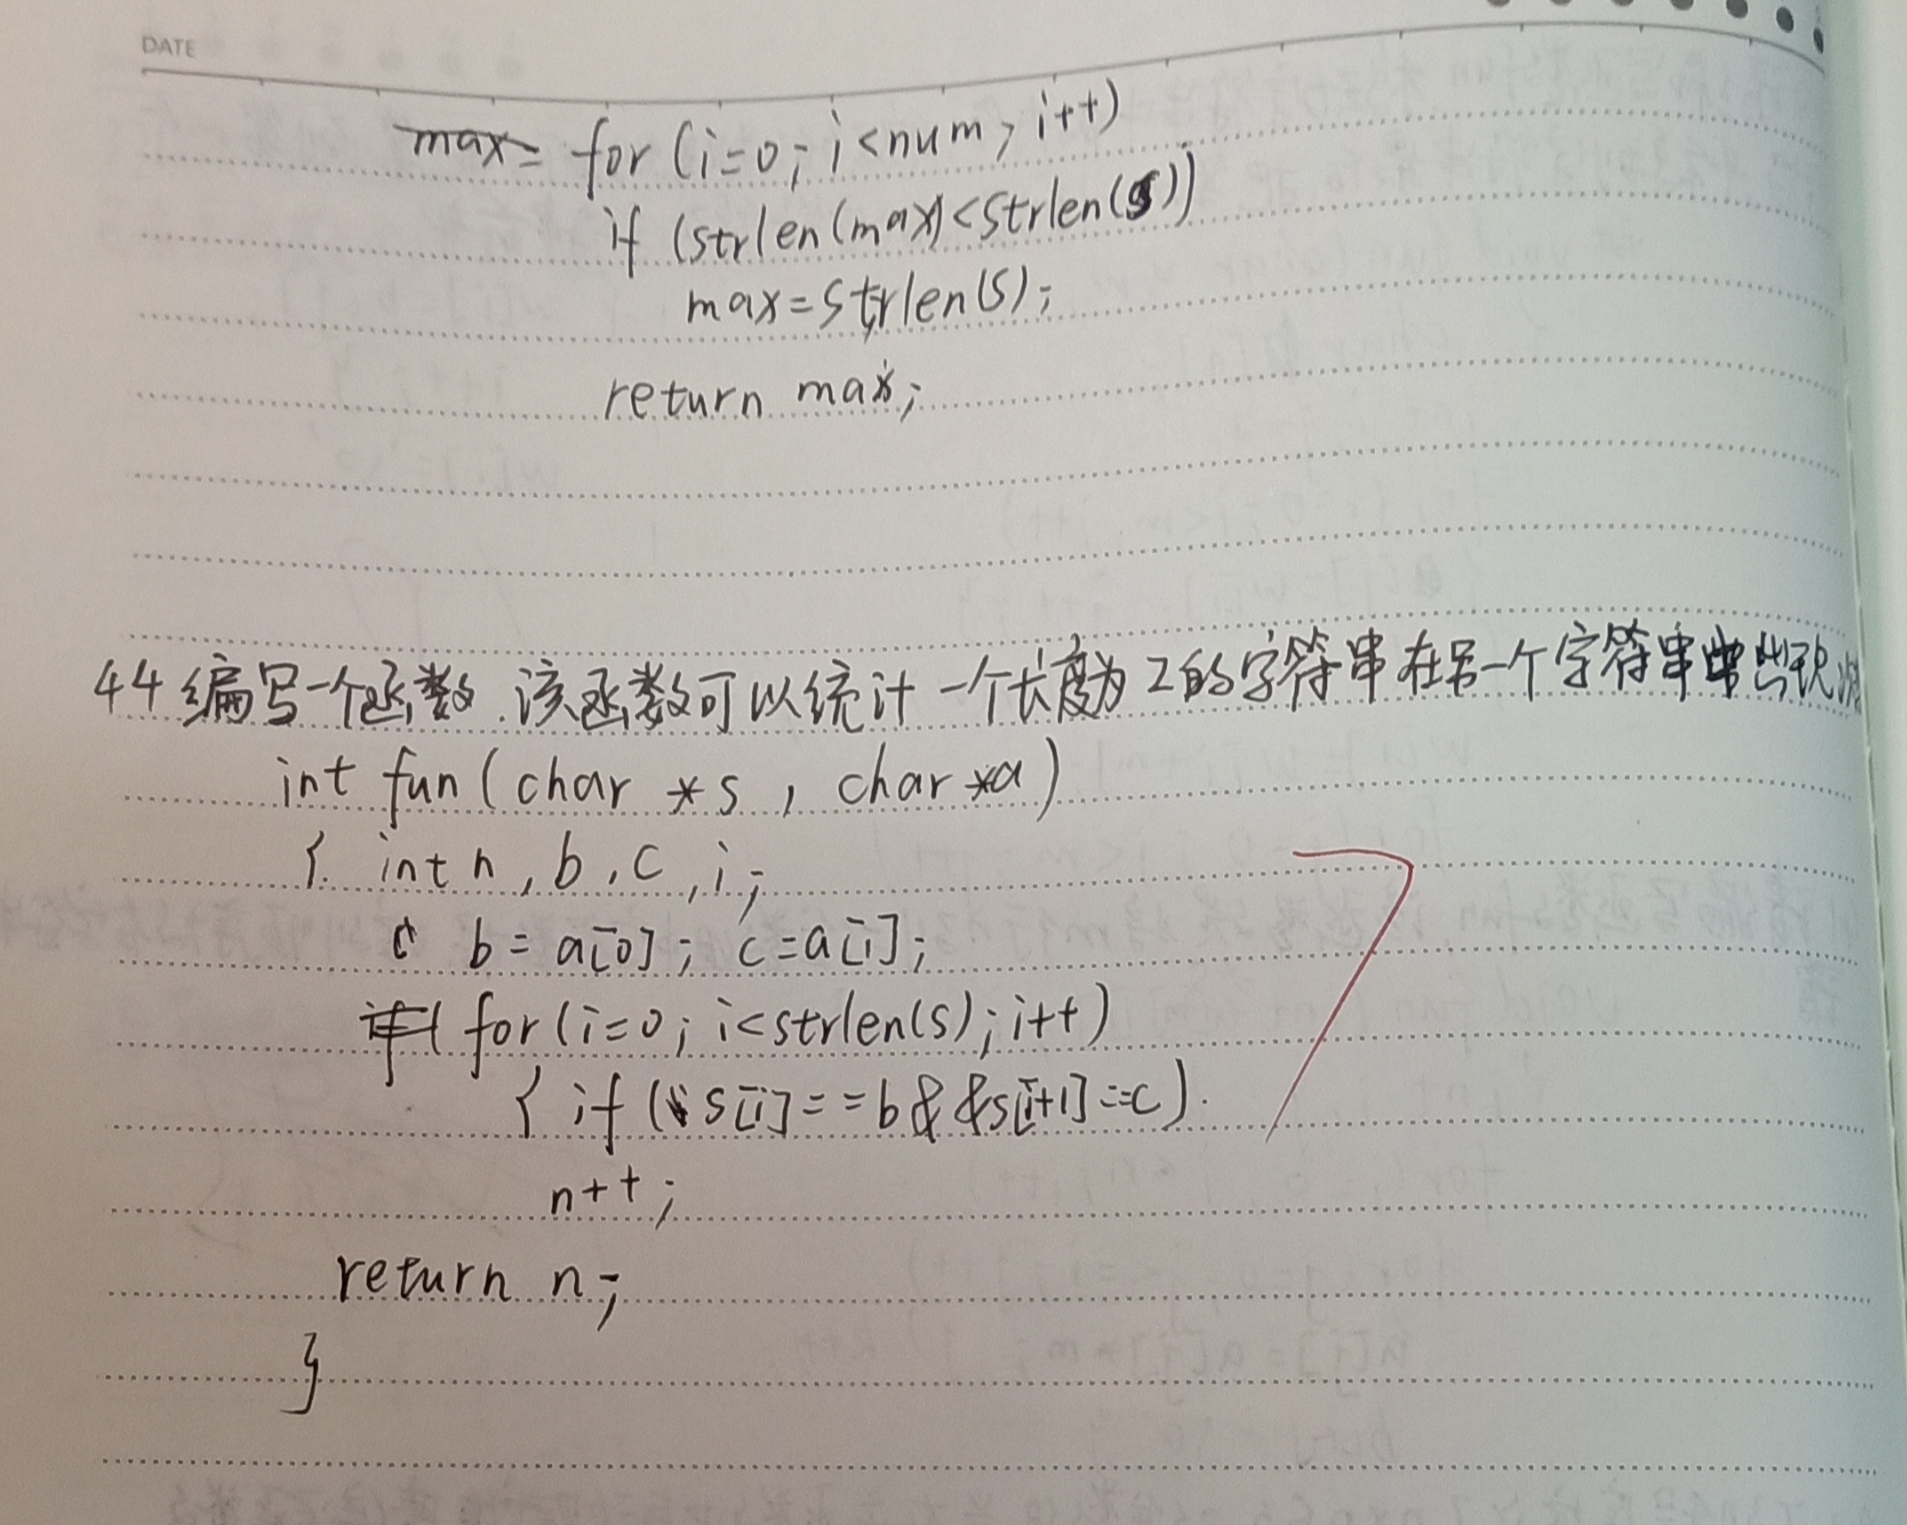 DATE
max= for (i=0; i<num; i++)
if (strlen(max)<strlen(s))
max=strlen(s);
return max;
44 编写一个函数.该函数可以统计一个长度为2的字符串在另一个字符串中出现
int fun(char *s, char *a)
{ int n,b,c,i;
b=a[0]; c=a[1];
for(i=0; i<strlen(s); i++)
{ if (s[i]==b&&s[i+1]==c).
n++;
return n;
}